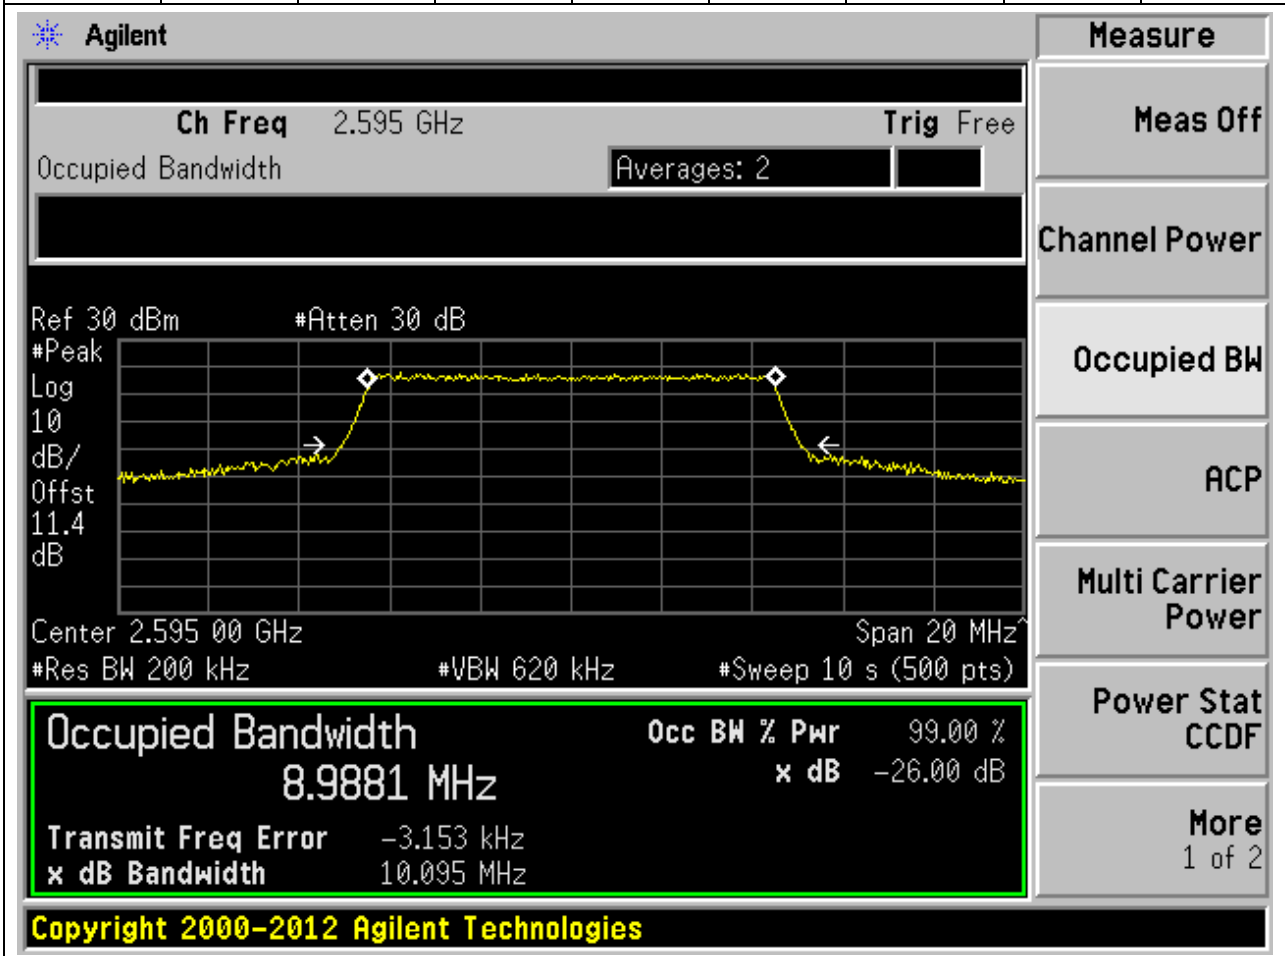 Agilent
Measure
Ch Freq 2.595 GHz Trig Free
Occupied Bandwidth Averages: 2
Meas Off
Channel Power
Occupied BW
ACP
Multi Carrier
Power
Power Stat
CCDF
More
1 of 2
Ref 30 dBm #Atten 30 dB
#Peak
Log
10
dB/
Offst
11.4
dB
Center 2.595 00 GHz Span 20 MHz^
#Res BW 200 kHz #VBW 620 kHz #Sweep 10 s (500 pts)
Occupied Bandwidth Occ BW % Pwr 99.00 %
8.9881 MHz x dB -26.00 dB
Transmit Freq Error -3.153 kHz
x dB Bandwidth 10.095 MHz
Copyright 2000-2012 Agilent Technologies